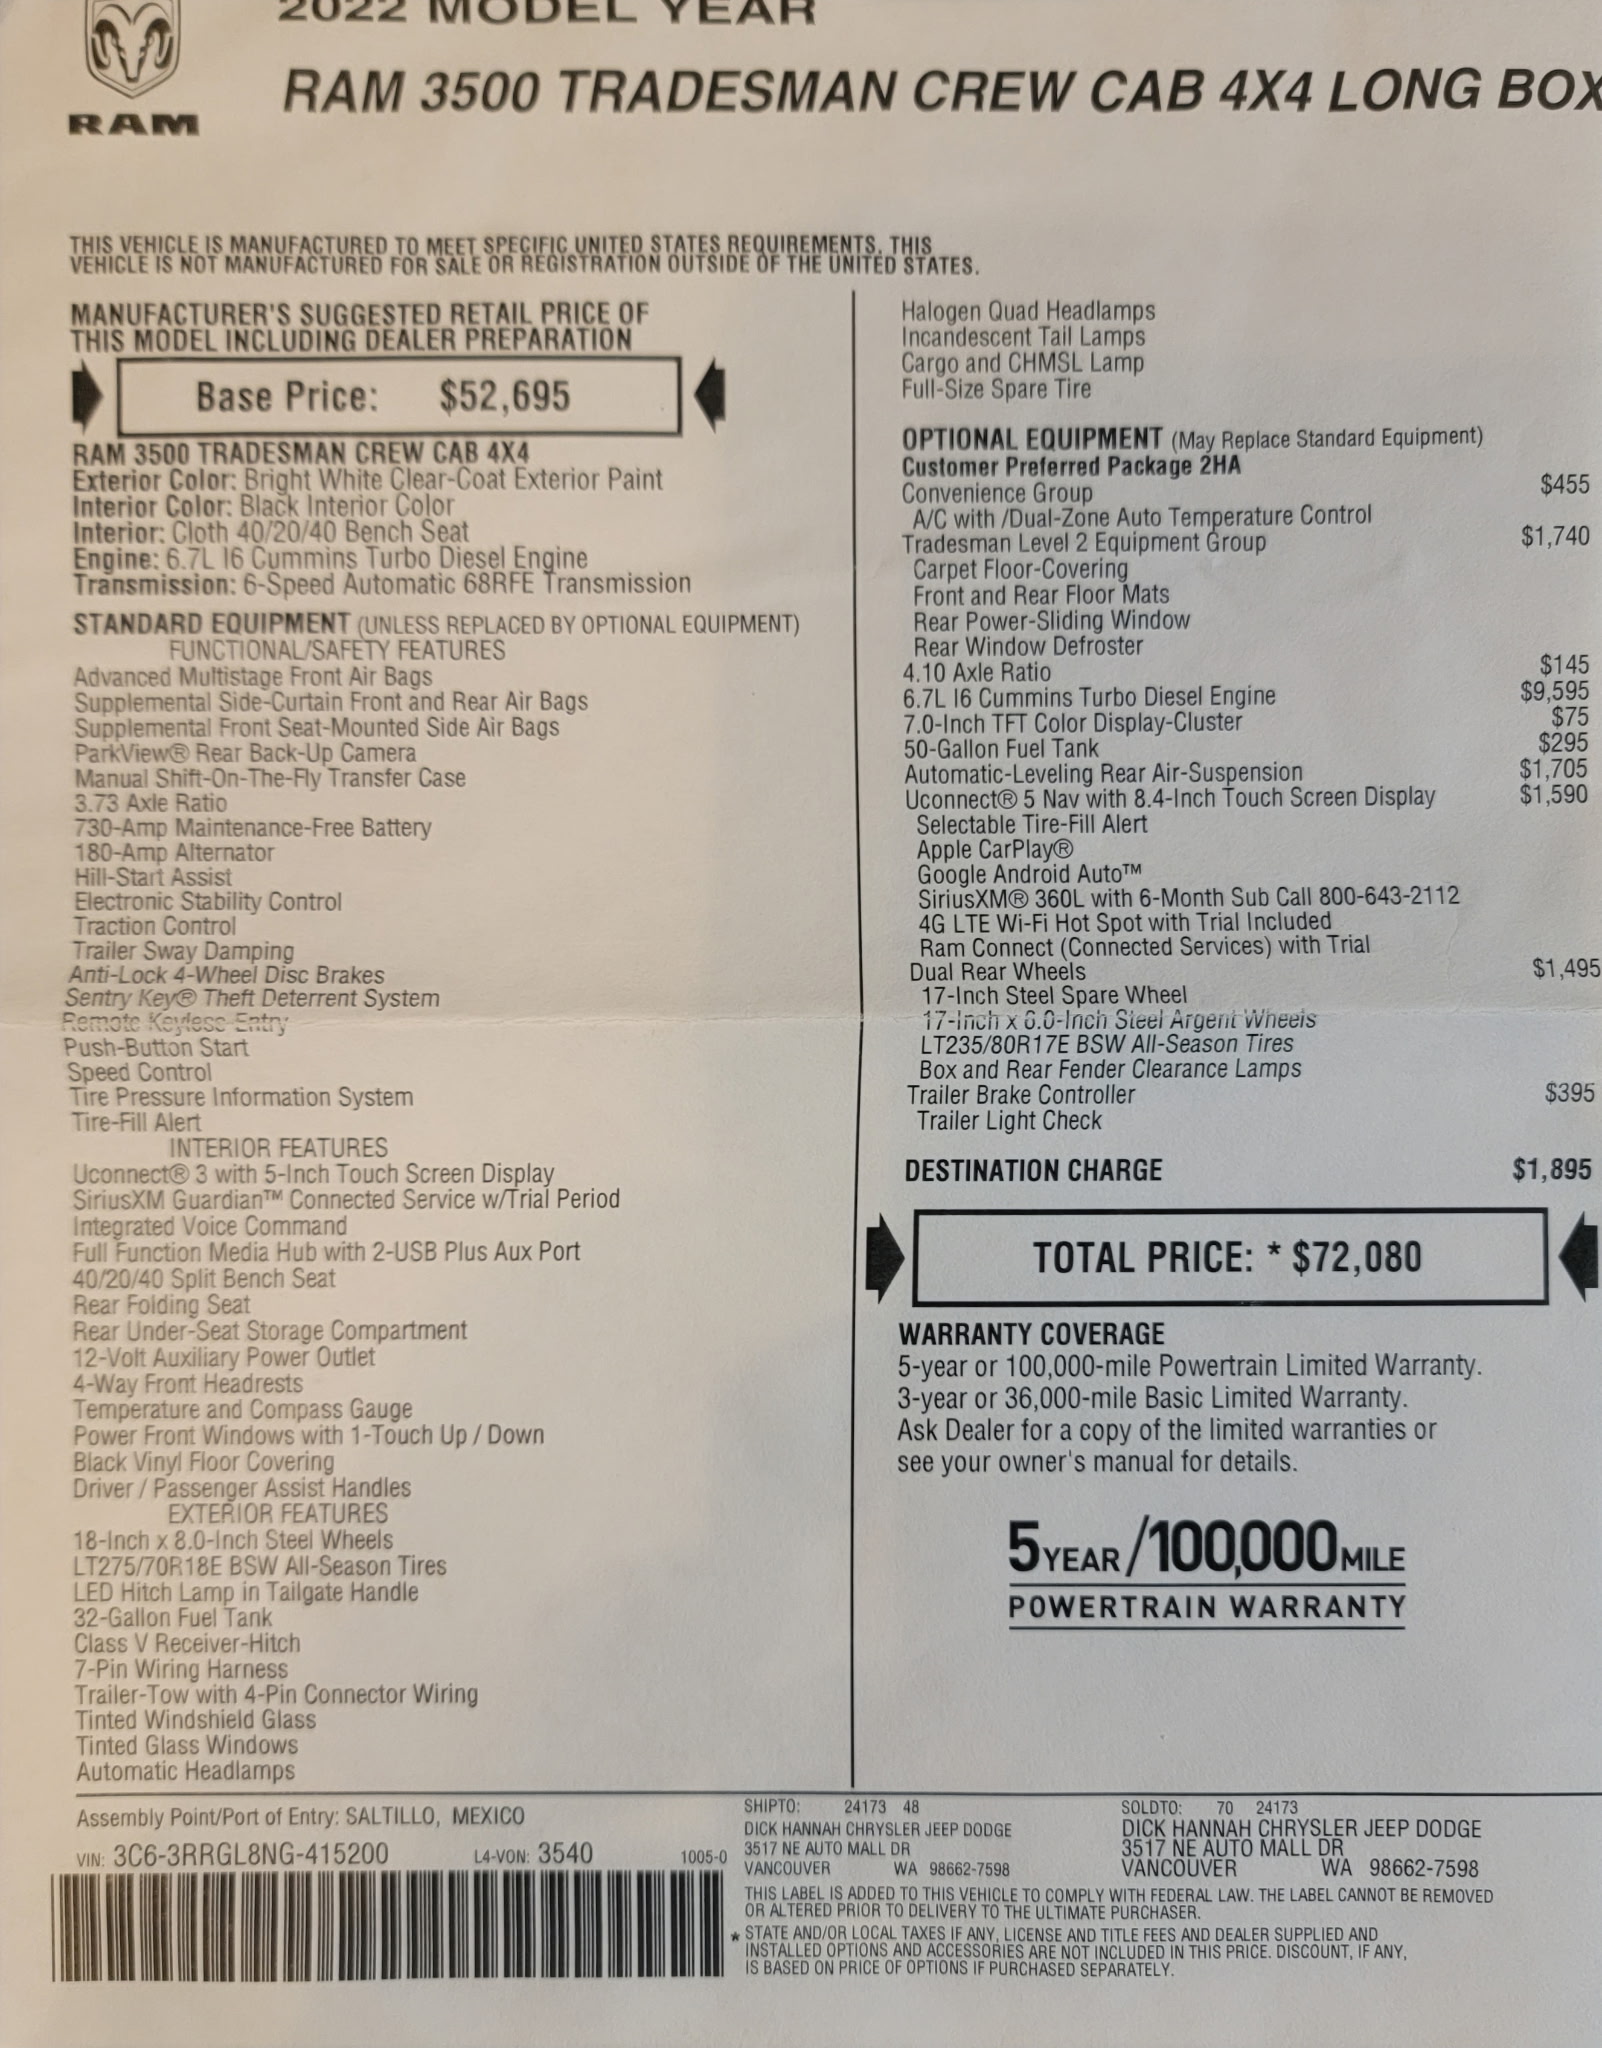 2022 MODEL YEAR
RAM 3500 TRADESMAN CREW CAB 4X4 LONG BOX
RAM
THIS VEHICLE IS MANUFACTURED TO MEET SPECIFIC UNITED STATES REQUIREMENTS. THIS
VEHICLE IS NOT MANUFACTURED FOR SALE OR REGISTRATION OUTSIDE OF THE UNITED STATES.
MANUFACTURER'S SUGGESTED RETAIL PRICE OF
THIS MODEL INCLUDING DEALER PREPARATION
Base Price: $52,695
RAM 3500 TRADESMAN CREW CAB 4X4
Exterior Color: Bright White Clear-Coat Exterior Paint
Interior Color: Black Interior Color
Interior: Cloth 40/20/40 Bench Seat
Engine: 6.7L I6 Cummins Turbo Diesel Engine
Transmission: 6-Speed Automatic 68RFE Transmission
STANDARD EQUIPMENT (UNLESS REPLACED BY OPTIONAL EQUIPMENT)
FUNCTIONAL/SAFETY FEATURES
Advanced Multistage Front Air Bags
Supplemental Side-Curtain Front and Rear Air Bags
Supplemental Front Seat-Mounted Side Air Bags
ParkView® Rear Back-Up Camera
Manual Shift-On-The-Fly Transfer Case
3.73 Axle Ratio
730-Amp Maintenance-Free Battery
180-Amp Alternator
Hill-Start Assist
Electronic Stability Control
Traction Control
Trailer Sway Damping
Anti-Lock 4-Wheel Disc Brakes
Sentry Key® Theft Deterrent System
Remote Keyless Entry
Push-Button Start
Speed Control
Tire Pressure Information System
Tire-Fill Alert
INTERIOR FEATURES
Uconnect® 3 with 5-Inch Touch Screen Display
SiriusXM Guardian™ Connected Service w/Trial Period
Integrated Voice Command
Full Function Media Hub with 2-USB Plus Aux Port
40/20/40 Split Bench Seat
Rear Folding Seat
Rear Under-Seat Storage Compartment
12-Volt Auxiliary Power Outlet
4-Way Front Headrests
Temperature and Compass Gauge
Power Front Windows with 1-Touch Up / Down
Black Vinyl Floor Covering
Driver / Passenger Assist Handles
EXTERIOR FEATURES
18-Inch x 8.0-Inch Steel Wheels
LT275/70R18E BSW All-Season Tires
LED Hitch Lamp in Tailgate Handle
32-Gallon Fuel Tank
Class V Receiver-Hitch
7-Pin Wiring Harness
Trailer-Tow with 4-Pin Connector Wiring
Tinted Windshield Glass
Tinted Glass Windows
Automatic Headlamps
Halogen Quad Headlamps
Incandescent Tail Lamps
Cargo and CHMSL Lamp
Full-Size Spare Tire
OPTIONAL EQUIPMENT (May Replace Standard Equipment)
Customer Preferred Package 2HA
Convenience Group $455
A/C with /Dual-Zone Auto Temperature Control
Tradesman Level 2 Equipment Group $1,740
Carpet Floor-Covering
Front and Rear Floor Mats
Rear Power-Sliding Window
Rear Window Defroster
4.10 Axle Ratio $145
6.7L I6 Cummins Turbo Diesel Engine $9,595
7.0-Inch TFT Color Display-Cluster $75
50-Gallon Fuel Tank $295
Automatic-Leveling Rear Air-Suspension $1,705
Uconnect® 5 Nav with 8.4-Inch Touch Screen Display $1,590
Selectable Tire-Fill Alert
Apple CarPlay®
Google Android Auto™
SiriusXM® 360L with 6-Month Sub Call 800-643-2112
4G LTE Wi-Fi Hot Spot with Trial Included
Ram Connect (Connected Services) with Trial
Dual Rear Wheels $1,495
17-Inch Steel Spare Wheel
17-Inch x 6.0-Inch Steel Argent Wheels
LT235/80R17E BSW All-Season Tires
Box and Rear Fender Clearance Lamps
Trailer Brake Controller $395
Trailer Light Check
DESTINATION CHARGE $1,895
TOTAL PRICE: * $72,080
WARRANTY COVERAGE
5-year or 100,000-mile Powertrain Limited Warranty.
3-year or 36,000-mile Basic Limited Warranty.
Ask Dealer for a copy of the limited warranties or
see your owner's manual for details.
5 YEAR/100,000 MILE
POWERTRAIN WARRANTY
Assembly Point/Port of Entry: SALTILLO, MEXICO
VIN: 3C6-3RRGL8NG-415200 L4-VON: 3540 1005-0
SHIPTO: 24173 48
DICK HANNAH CHRYSLER JEEP DODGE
3517 NE AUTO MALL DR
VANCOUVER WA 98662-7598
SOLDTO: 70 24173
DICK HANNAH CHRYSLER JEEP DODGE
3517 NE AUTO MALL DR
VANCOUVER WA 98662-7598
THIS LABEL IS ADDED TO THIS VEHICLE TO COMPLY WITH FEDERAL LAW. THE LABEL CANNOT BE REMOVED
OR ALTERED PRIOR TO DELIVERY TO THE ULTIMATE PURCHASER.
* STATE AND/OR LOCAL TAXES IF ANY, LICENSE AND TITLE FEES AND DEALER SUPPLIED AND
INSTALLED OPTIONS AND ACCESSORIES ARE NOT INCLUDED IN THIS PRICE. DISCOUNT, IF ANY,
IS BASED ON PRICE OF OPTIONS IF PURCHASED SEPARATELY.